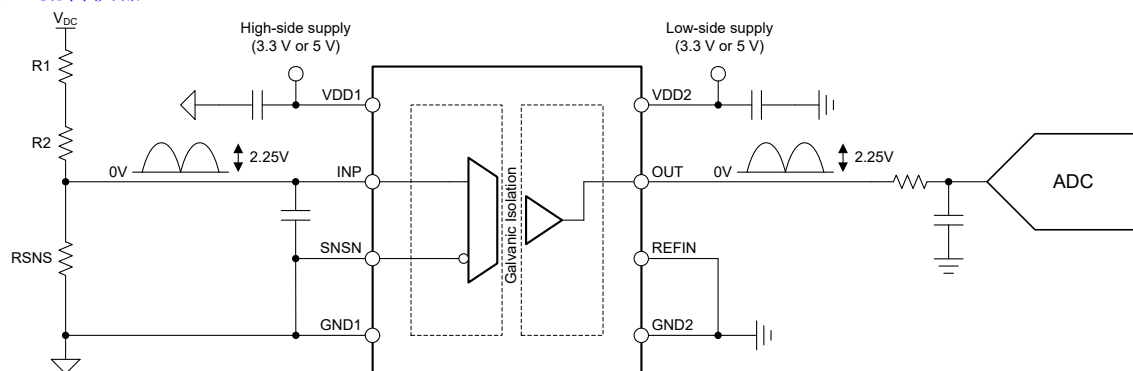 V_DC
R1
R2
RSNS
High-side supply
(3.3 V or 5 V)
Low-side supply
(3.3 V or 5 V)
VDD1
VDD2
0V
2.25V
INP
OUT
0V
2.25V
ADC
SNSN
REFIN
GND1
GND2
Galvanic Isolation